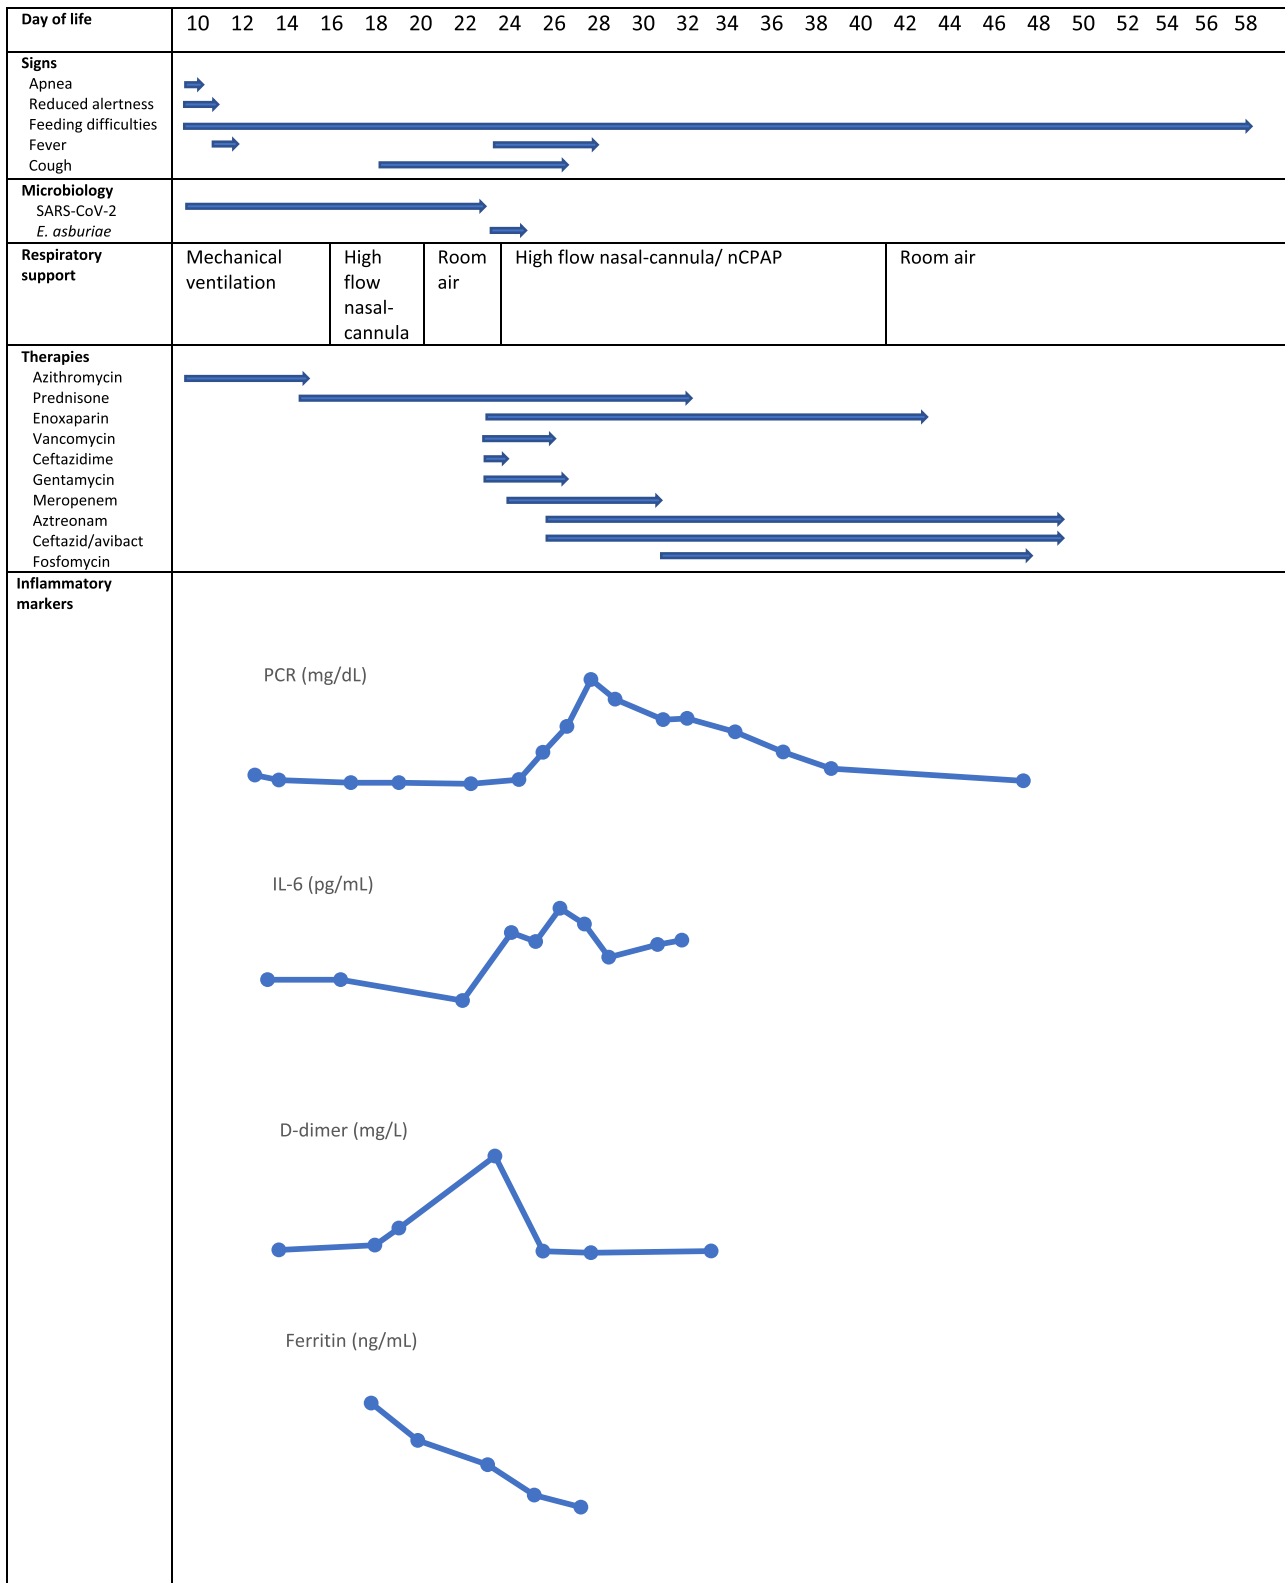 Day of life 10 12 14 16 18 20 22 24 26 28 30 32 34 36 38 40 42 44 46 48 50 52 54 56 58
Signs
Apnea
Reduced alertness
Feeding difficulties
Fever
Cough
Microbiology
SARS-CoV-2
E. asburiae
Respiratory
support
Mechanical
ventilation
High
flow
nasal-
cannula
Room
air
High flow nasal-cannula/ nCPAP
Room air
Therapies
Azithromycin
Prednisone
Enoxaparin
Vancomycin
Ceftazidime
Gentamycin
Meropenem
Aztreonam
Ceftazid/avibact
Fosfomycin
Inflammatory
markers
PCR (mg/dL)
IL-6 (pg/mL)
D-dimer (mg/L)
Ferritin (ng/mL)